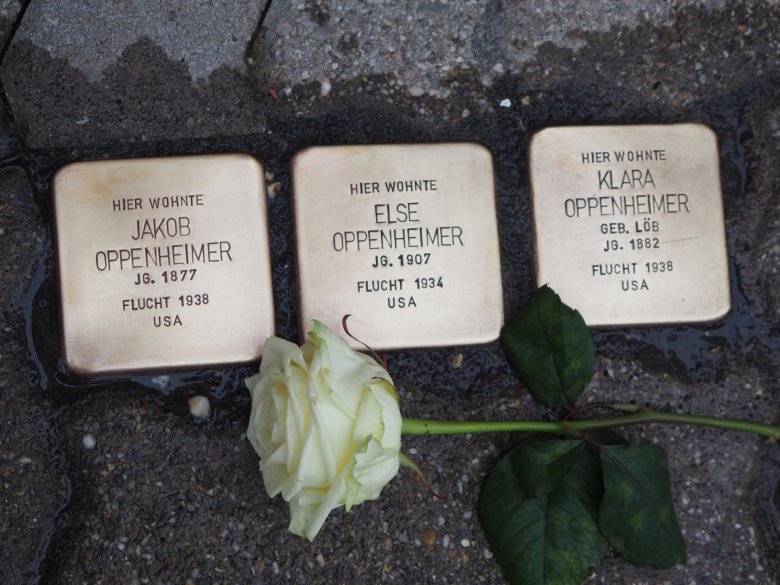 HIER WOHNTE
JAKOB
OPPENHEIMER
JG. 1877
FLUCHT 1938
USA
HIER WOHNTE
ELSE
OPPENHEIMER
JG. 1907
FLUCHT 1934
USA
HIER WOHNTE
KLARA
OPPENHEIMER
GEB. LÖB
JG. 1882
FLUCHT 1938
USA